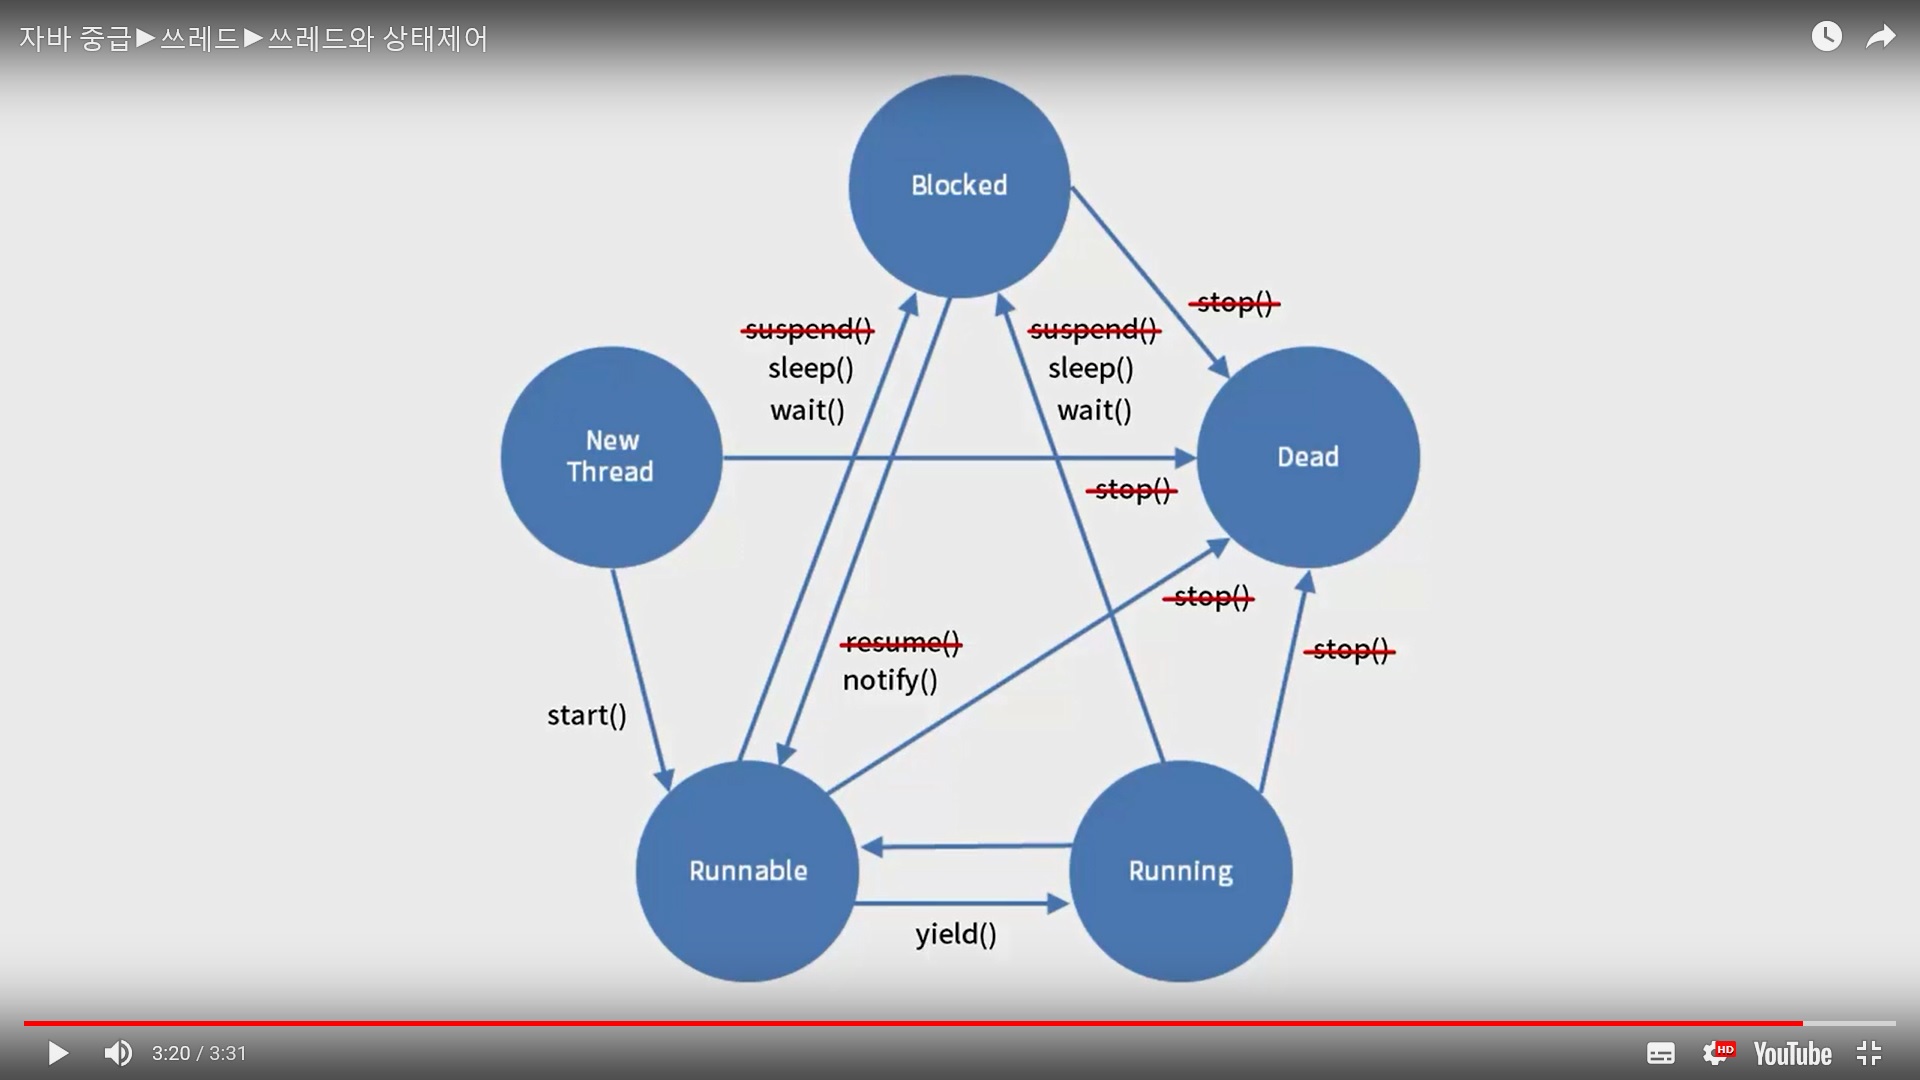 자바 중급▶쓰레드▶쓰레드와 상태제어
Blocked
stop()
suspend()
sleep()
wait()
suspend()
sleep()
wait()
New
Thread
Dead
stop()
stop()
resume()
notify()
stop()
start()
Runnable
Running
yield()
3:20 / 3:31
HD
YouTube